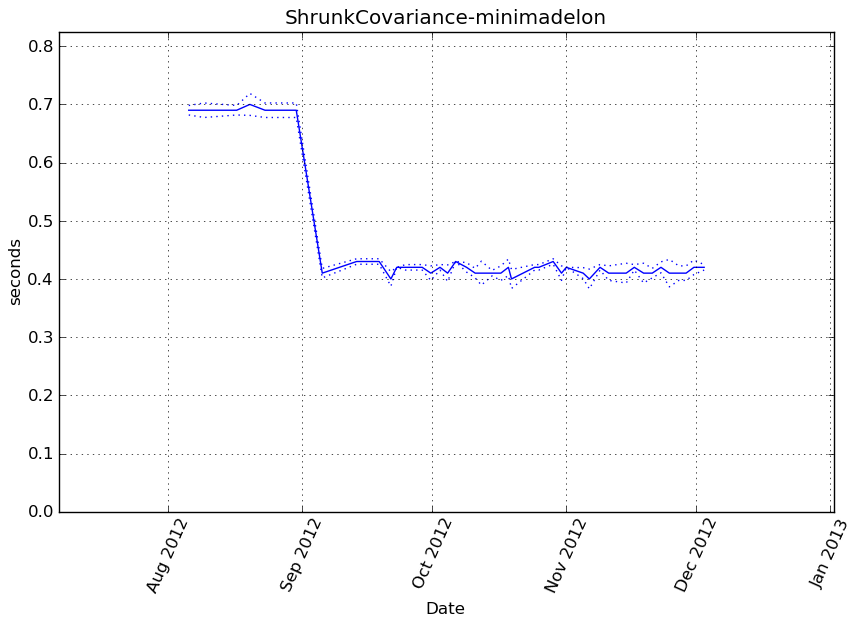 ShrunkCovariance-minimadelon
0.8
0.7
0.6
0.5
0.4
0.3
0.2
0.1
0.0
seconds
Aug 2012
Sep 2012
Oct 2012
Nov 2012
Dec 2012
Jan 2013
Date